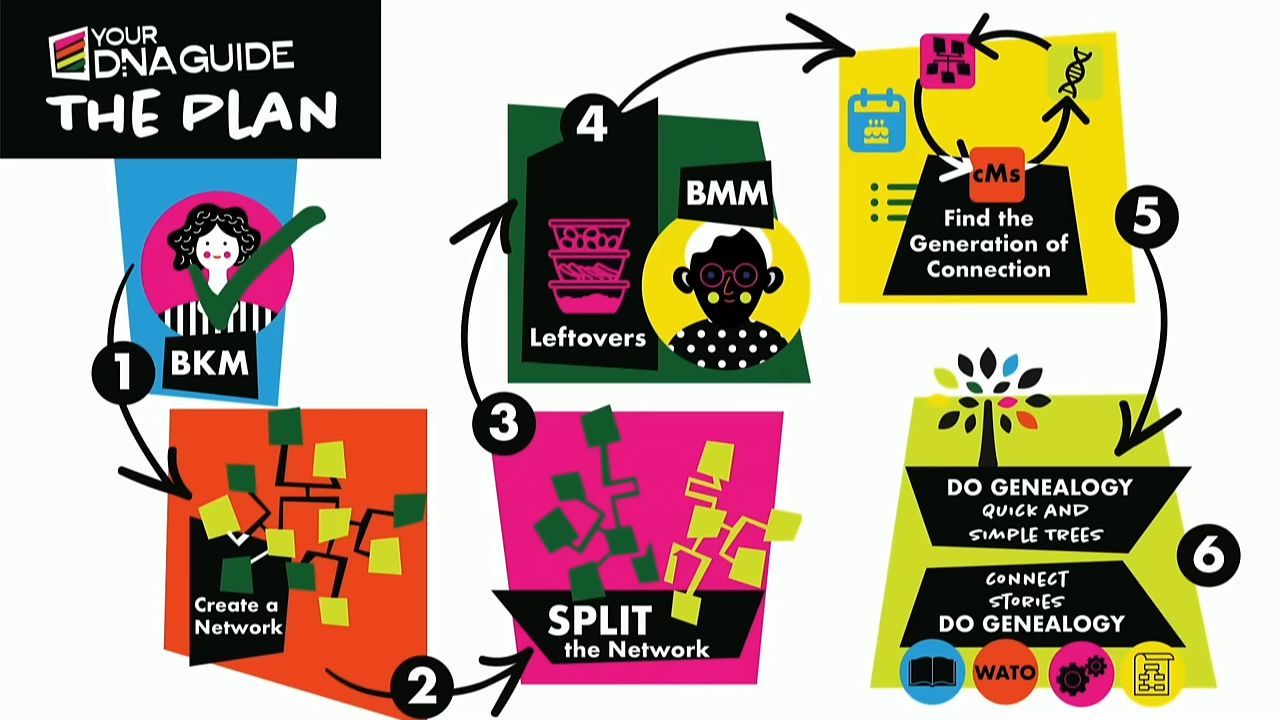 YOUR
DNA GUIDE
THE PLAN
1
BKM
Create a
Network
2
SPLIT
the Network
3
4
Leftovers
BMM
cMs
Find the
Generation of
Connection
5
DO GENEALOGY
QUICK AND
SIMPLE TREES
6
CONNECT
STORIES
DO GENEALOGY
WATO